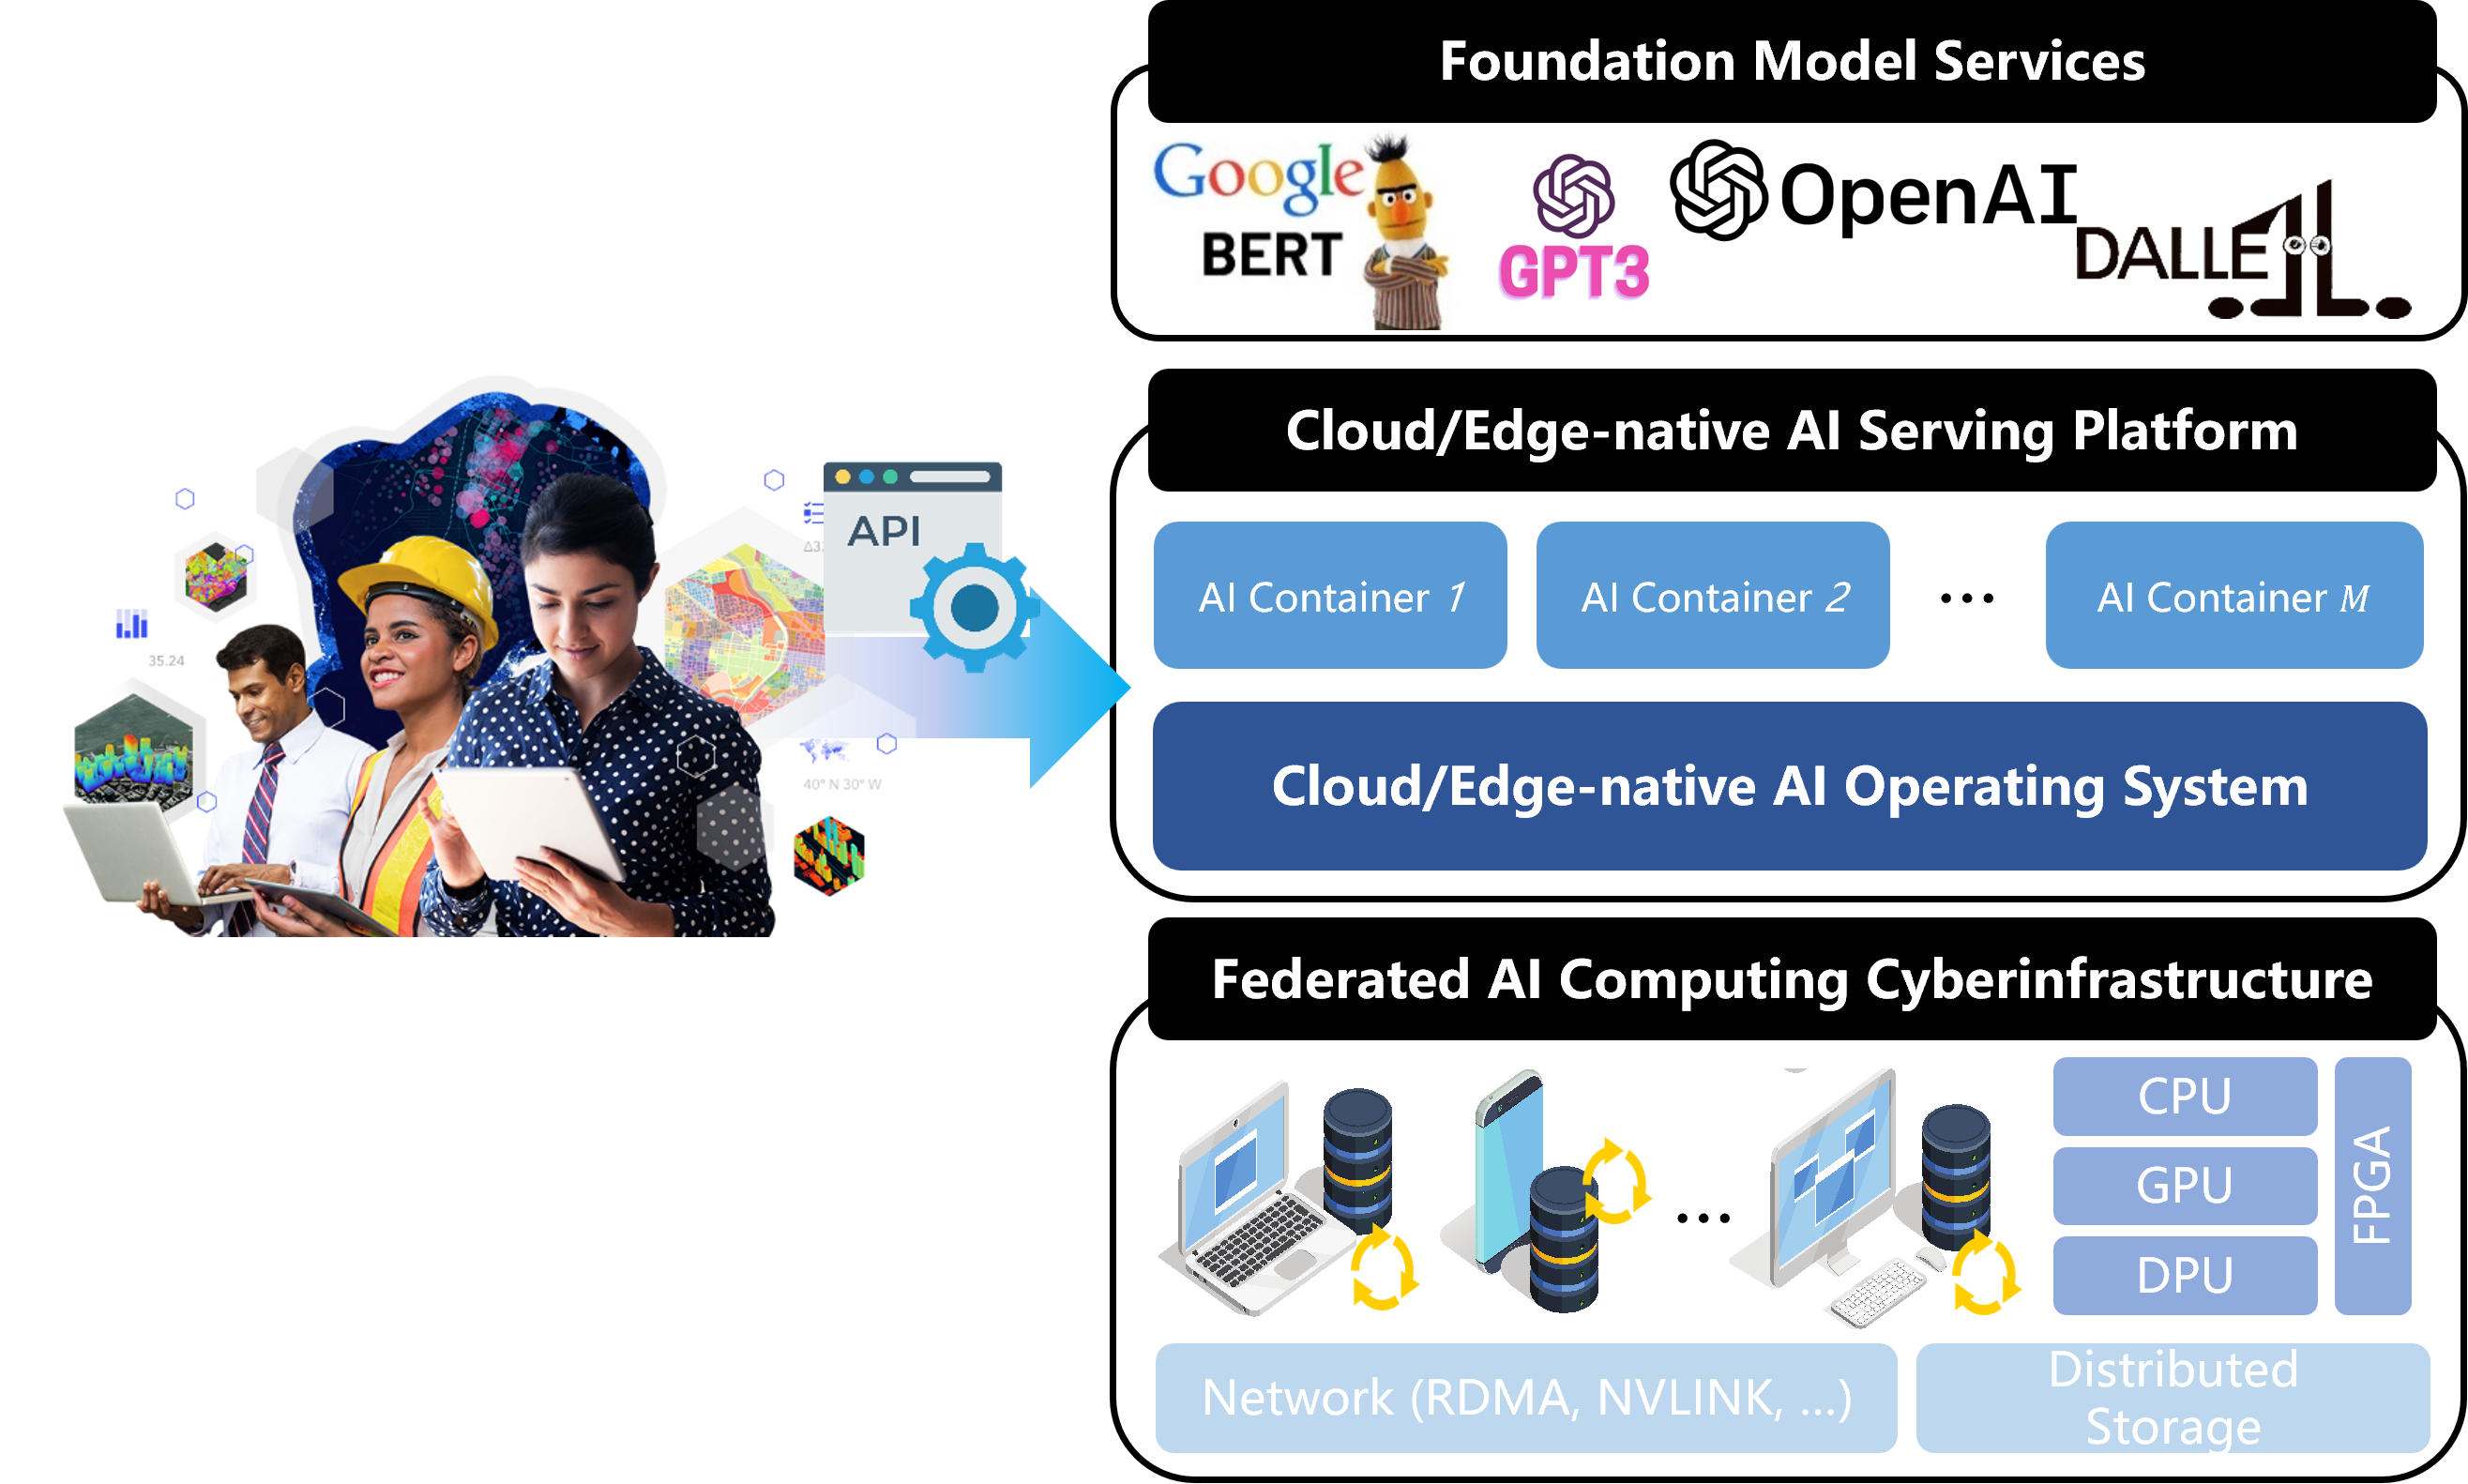 Foundation Model Services
Google
BERT
GPT3
OpenAI
DALLE
Cloud/Edge-native AI Serving Platform
AI Container 1
AI Container 2
...
AI Container M
Cloud/Edge-native AI Operating System
API
35.24
40° N 30° W
Federated AI Computing Cyberinfrastructure
...
CPU
GPU
DPU
FPGA
Network (RDMA, NVLINK, ...)
Distributed
Storage